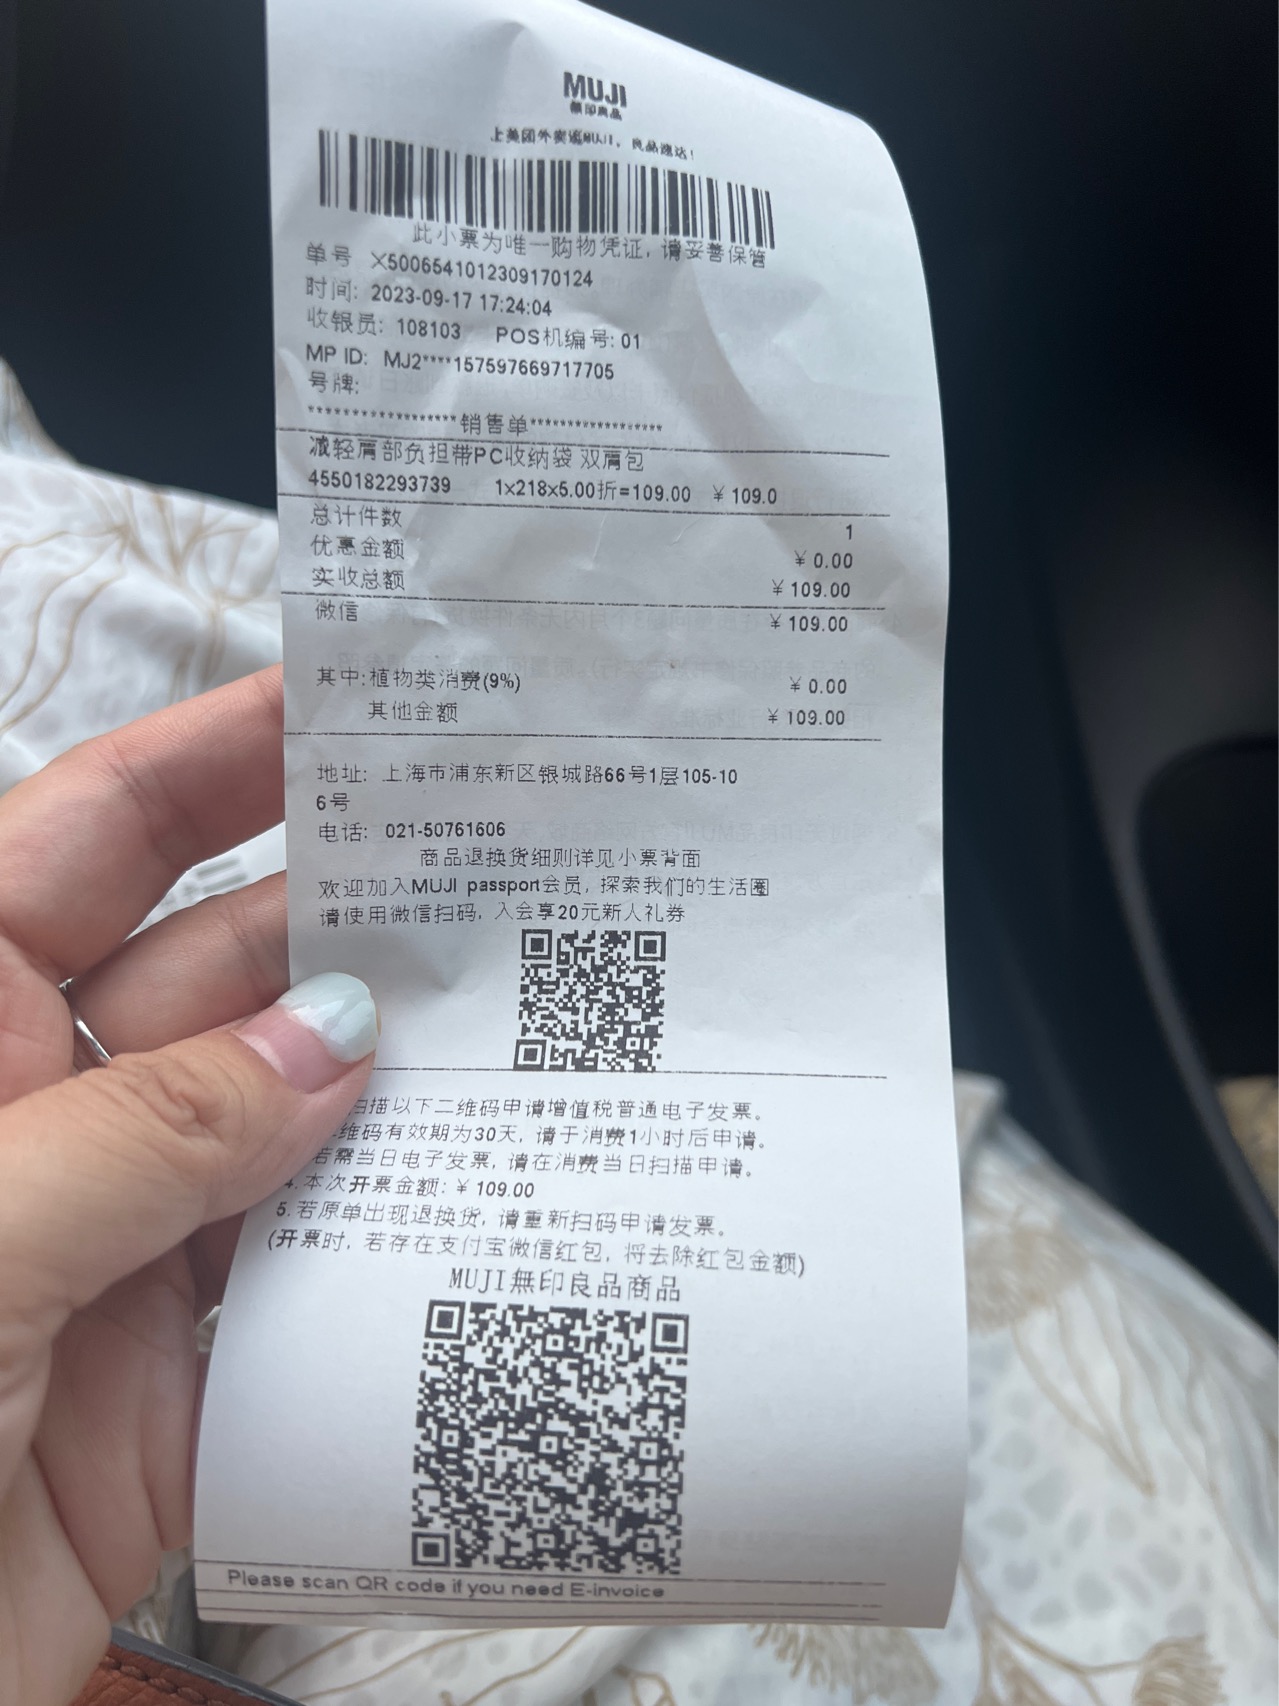 MUJI
無印良品
上美团外卖逛MUJI，良品速达！
此小票为唯一购物凭证，请妥善保管
单号 X5006541012309170124
时间: 2023-09-17 17:24:04
收银员: 108103 POS机编号: 01
MP ID: MJ2****157597669717705
号牌:
******************销售单*****************
减轻肩部负担带PC收纳袋 双肩包
4550182293739 1x218x5.00折=109.00 ￥109.0
总计件数 1
优惠金额 ￥0.00
实收总额 ￥109.00
微信 ￥109.00
其中:植物类消费(9%) ￥0.00
其他金额 ￥109.00
地址: 上海市浦东新区银城路66号1层105-10
6号
电话: 021-50761606
商品退换货细则详见小票背面
欢迎加入MUJI passport会员, 探索我们的生活圈
请使用微信扫码, 入会享20元新人礼券
扫描以下二维码申请增值税普通电子发票。
维码有效期为30天, 请于消费1小时后申请。
若需当日电子发票, 请在消费当日扫描申请。
4.本次开票金额: ￥109.00
5.若原单出现退换货, 请重新扫码申请发票。
(开票时, 若存在支付宝微信红包, 将去除红包金额)
MUJI無印良品商品
Please scan QR code if you need E-invoice